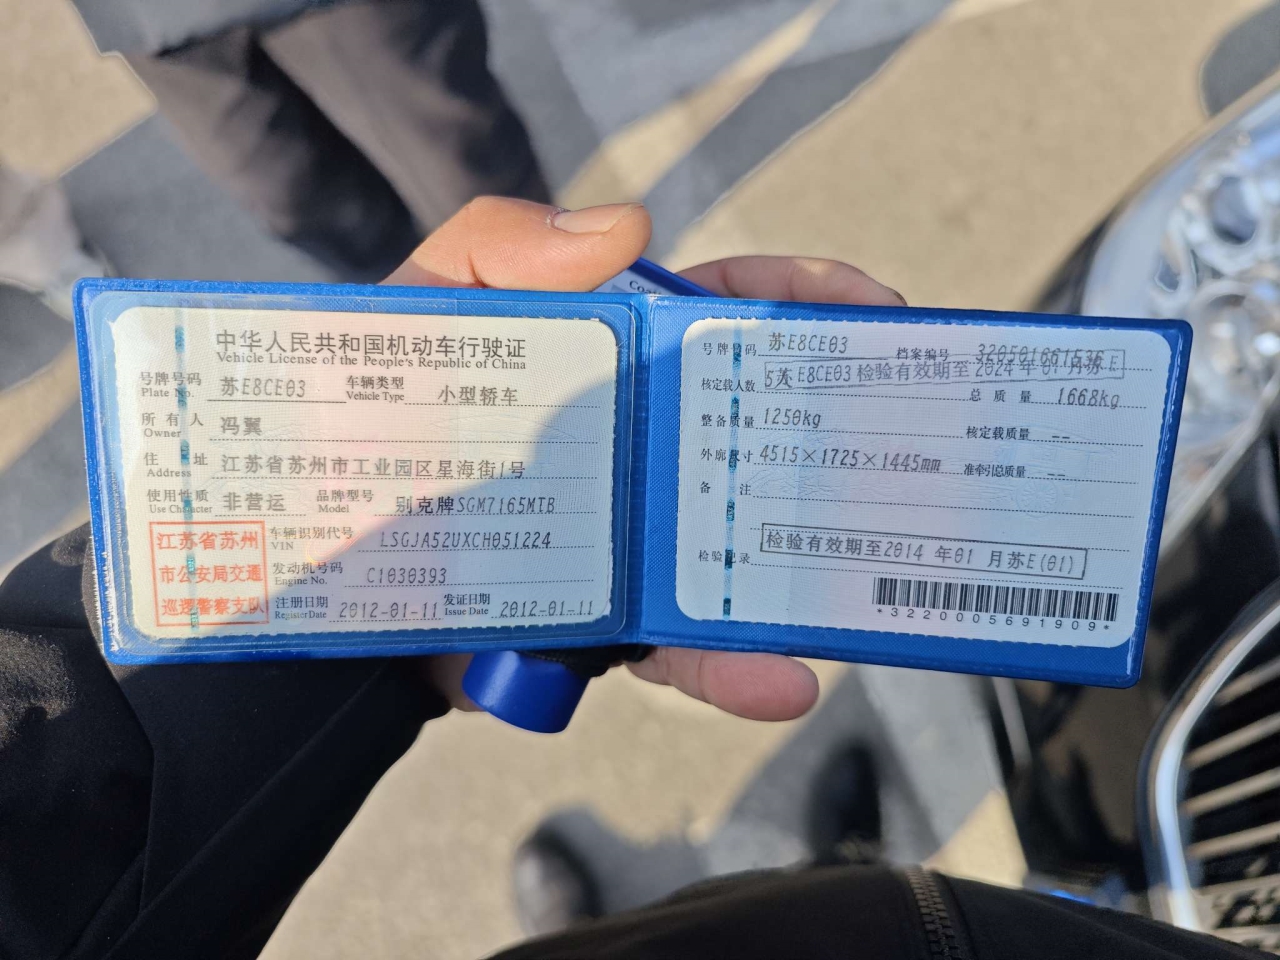 中华人民共和国机动车行驶证
Vehicle License of the People's Republic of China
号牌号码 苏E8CE03 车辆类型 小型轿车
Plate No. Vehicle Type
所有人 冯翼
Owner
住址 江苏省苏州市工业园区星海街1号
Address
使用性质 非营运 品牌型号 别克牌SGM7165MTB
Use Character Model
江苏省苏州
市公安局交通
巡逻警察支队
车辆识别代号 LSGJA52UXCH051224
VIN
发动机号码 C1030393
Engine No.
注册日期 2012-01-11 发证日期 2012-01-11
Register Date Issue Date
号牌号码 苏E8CE03 档案编号 320501661536
苏E8CE03 检验有效期至 2024 年 01 月苏E
核定载人数 5人 总质量 1668kg
整备质量 1250kg 核定载质量 --
外廓尺寸 4515×1725×1445mm 准牵引总质量 --
备注
检验记录 检验有效期至2014 年01 月苏E(01)
*3220005691909*